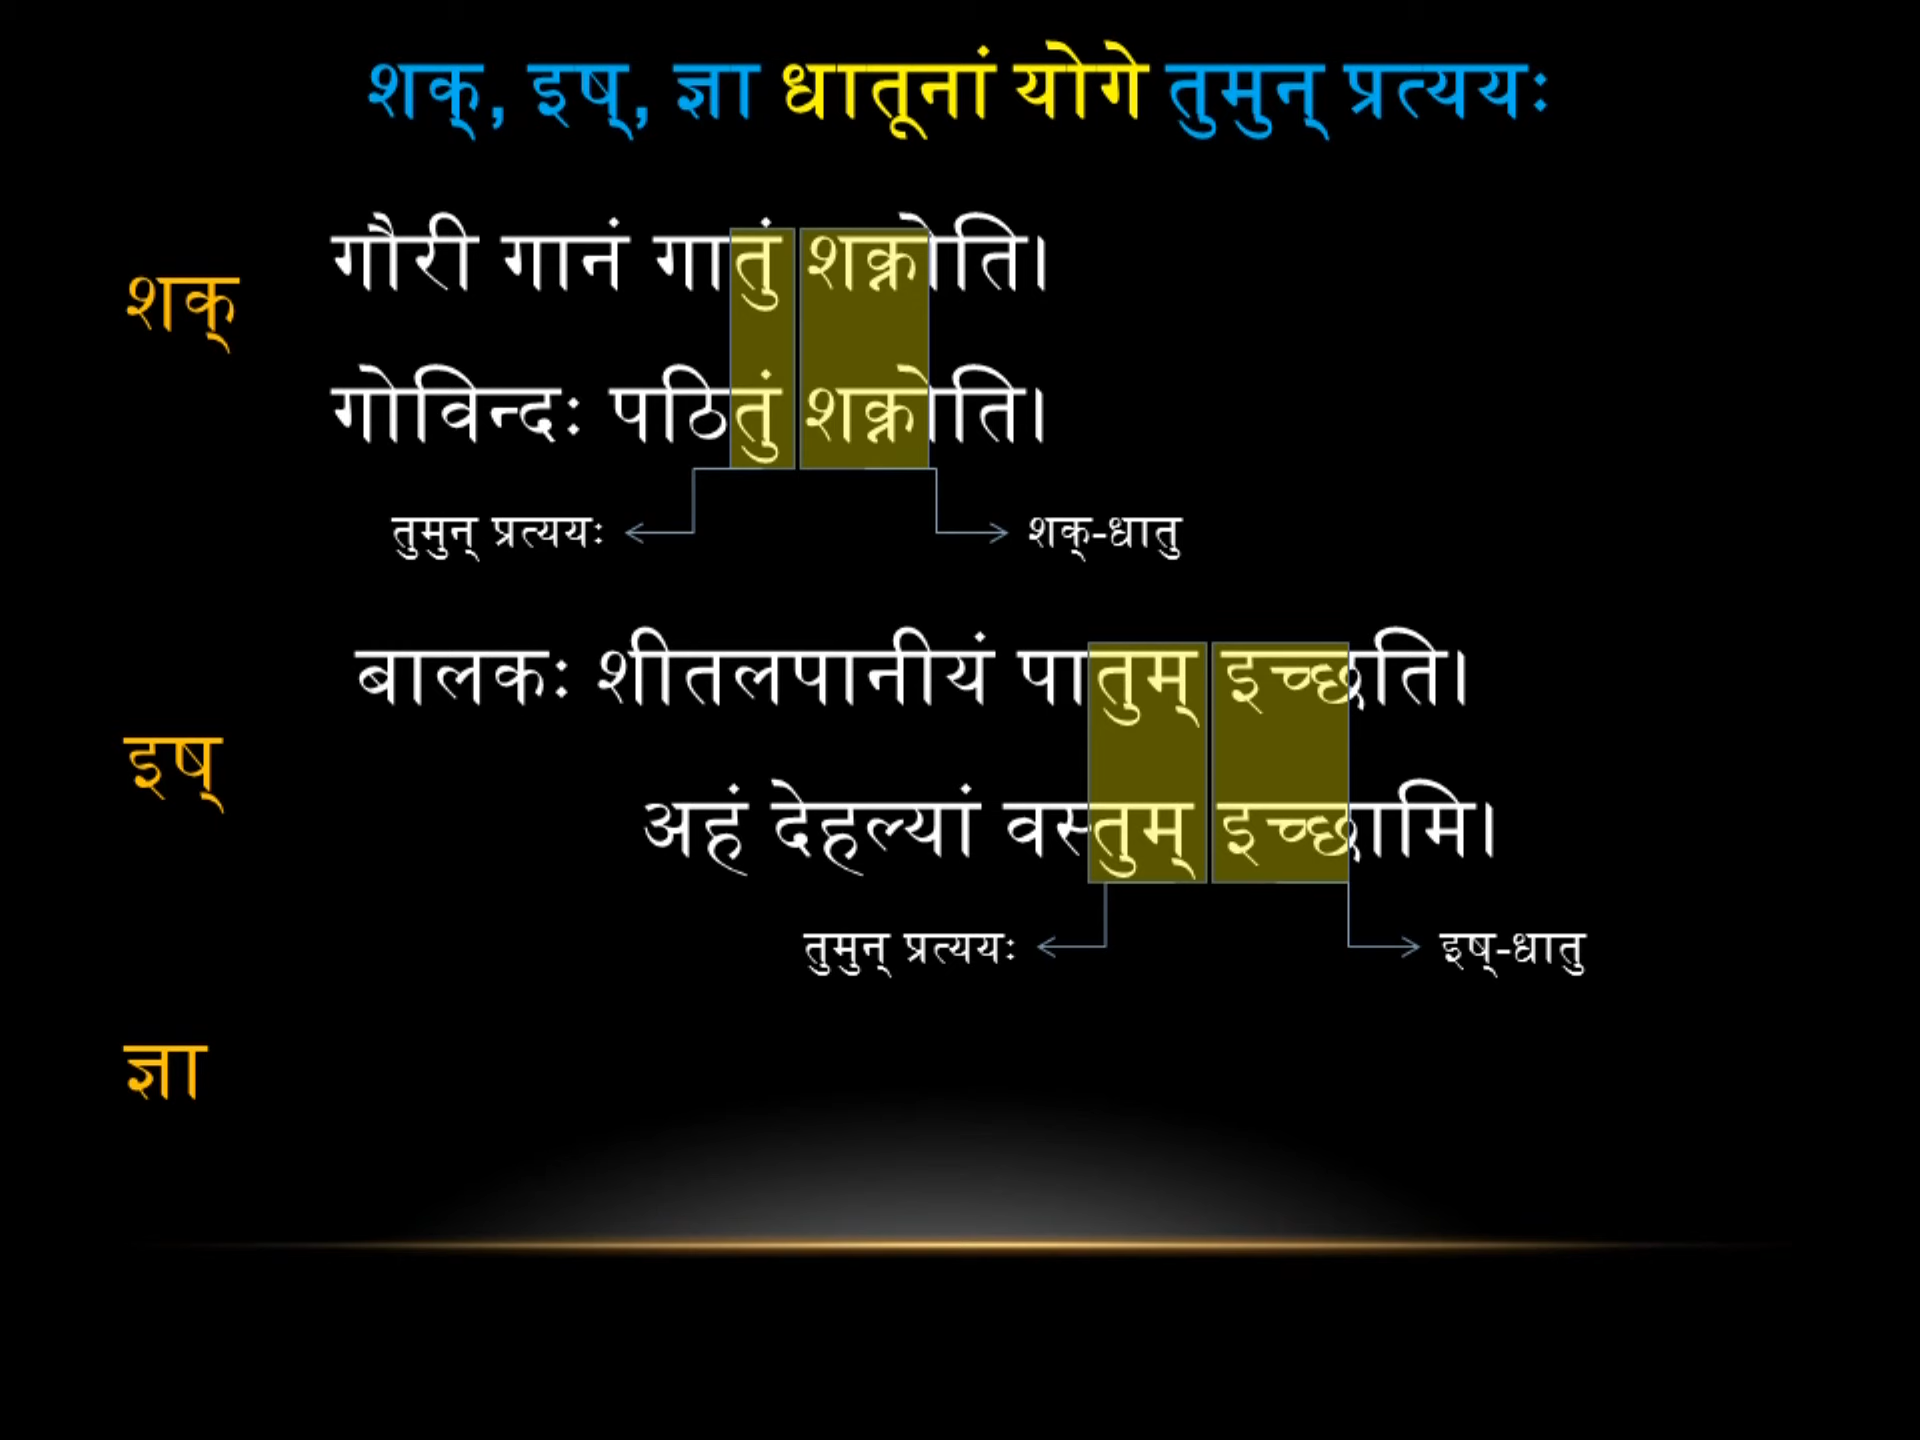 शक्, इष्, ज्ञा धातूनां योगे तुमुन् प्रत्ययः
शक्
गौरी गानं गातुं शक्नोति।
गोविन्दः पठितुं शक्नोति।
तुमुन् प्रत्ययः
शक्-धातु
इष्
बालकः शीतलपानीयं पातुम् इच्छति।
अहं देहल्यां वस्तुम् इच्छामि।
तुमुन् प्रत्ययः
इष्-धातु
ज्ञा